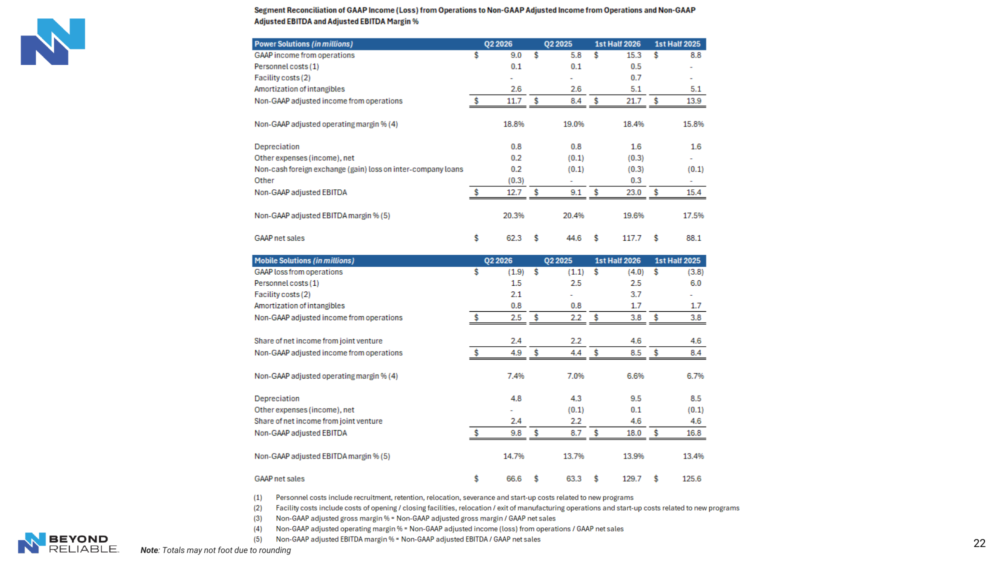 Segment Reconciliation of GAAP Income (Loss) from Operations to Non-GAAP Adjusted Income from Operations and Non-GAAP
Adjusted EBITDA and Adjusted EBITDA Margin %
Power Solutions (in millions) Q2 2026 Q2 2025 1st Half 2026 1st Half 2025
GAAP income from operations $ 9.0 $ 5.8 $ 15.3 $ 8.8
Personnel costs (1) 0.1 0.1 0.5 -
Facility costs (2) - - 0.7 -
Amortization of intangibles 2.6 2.6 5.1 5.1
Non-GAAP adjusted income from operations $ 11.7 $ 8.4 $ 21.7 $ 13.9
Non-GAAP adjusted operating margin % (4) 18.8% 19.0% 18.4% 15.8%
Depreciation 0.8 0.8 1.6 1.6
Other expenses (income), net 0.2 (0.1) (0.3) -
Non-cash foreign exchange (gain) loss on inter-company loans 0.2 (0.1) (0.3) (0.1)
Other (0.3) - 0.3 -
Non-GAAP adjusted EBITDA $ 12.7 $ 9.1 $ 23.0 $ 15.4
Non-GAAP adjusted EBITDA margin % (5) 20.3% 20.4% 19.6% 17.5%
GAAP net sales $ 62.3 $ 44.6 $ 117.7 $ 88.1
Mobile Solutions (in millions) Q2 2026 Q2 2025 1st Half 2026 1st Half 2025
GAAP loss from operations $ (1.9) $ (1.1) $ (4.0) $ (3.8)
Personnel costs (1) 1.5 2.5 2.5 6.0
Facility costs (2) 2.1 - 3.7 -
Amortization of intangibles 0.8 0.8 1.7 1.7
Non-GAAP adjusted income from operations $ 2.5 $ 2.2 $ 3.8 $ 3.8
Share of net income from joint venture 2.4 2.2 4.6 4.6
Non-GAAP adjusted income from operations $ 4.9 $ 4.4 $ 8.5 $ 8.4
Non-GAAP adjusted operating margin % (4) 7.4% 7.0% 6.6% 6.7%
Depreciation 4.8 4.3 9.5 8.5
Other expenses (income), net - (0.1) 0.1 (0.1)
Share of net income from joint venture 2.4 2.2 4.6 4.6
Non-GAAP adjusted EBITDA $ 9.8 $ 8.7 $ 18.0 $ 16.8
Non-GAAP adjusted EBITDA margin % (5) 14.7% 13.7% 13.9% 13.4%
GAAP net sales $ 66.6 $ 63.3 $ 129.7 $ 125.6
(1) Personnel costs include recruitment, retention, relocation, severance and start-up costs related to new programs
(2) Facility costs include costs of opening / closing facilities, relocation / exit of manufacturing operations and start-up costs related to new programs
(3) Non-GAAP adjusted gross margin % = Non-GAAP adjusted gross margin / GAAP net sales
(4) Non-GAAP adjusted operating margin % = Non-GAAP adjusted income (loss) from operations / GAAP net sales
(5) Non-GAAP adjusted EBITDA margin % = Non-GAAP adjusted EBITDA / GAAP net sales
BEYOND
RELIABLE
Note: Totals may not foot due to rounding
22